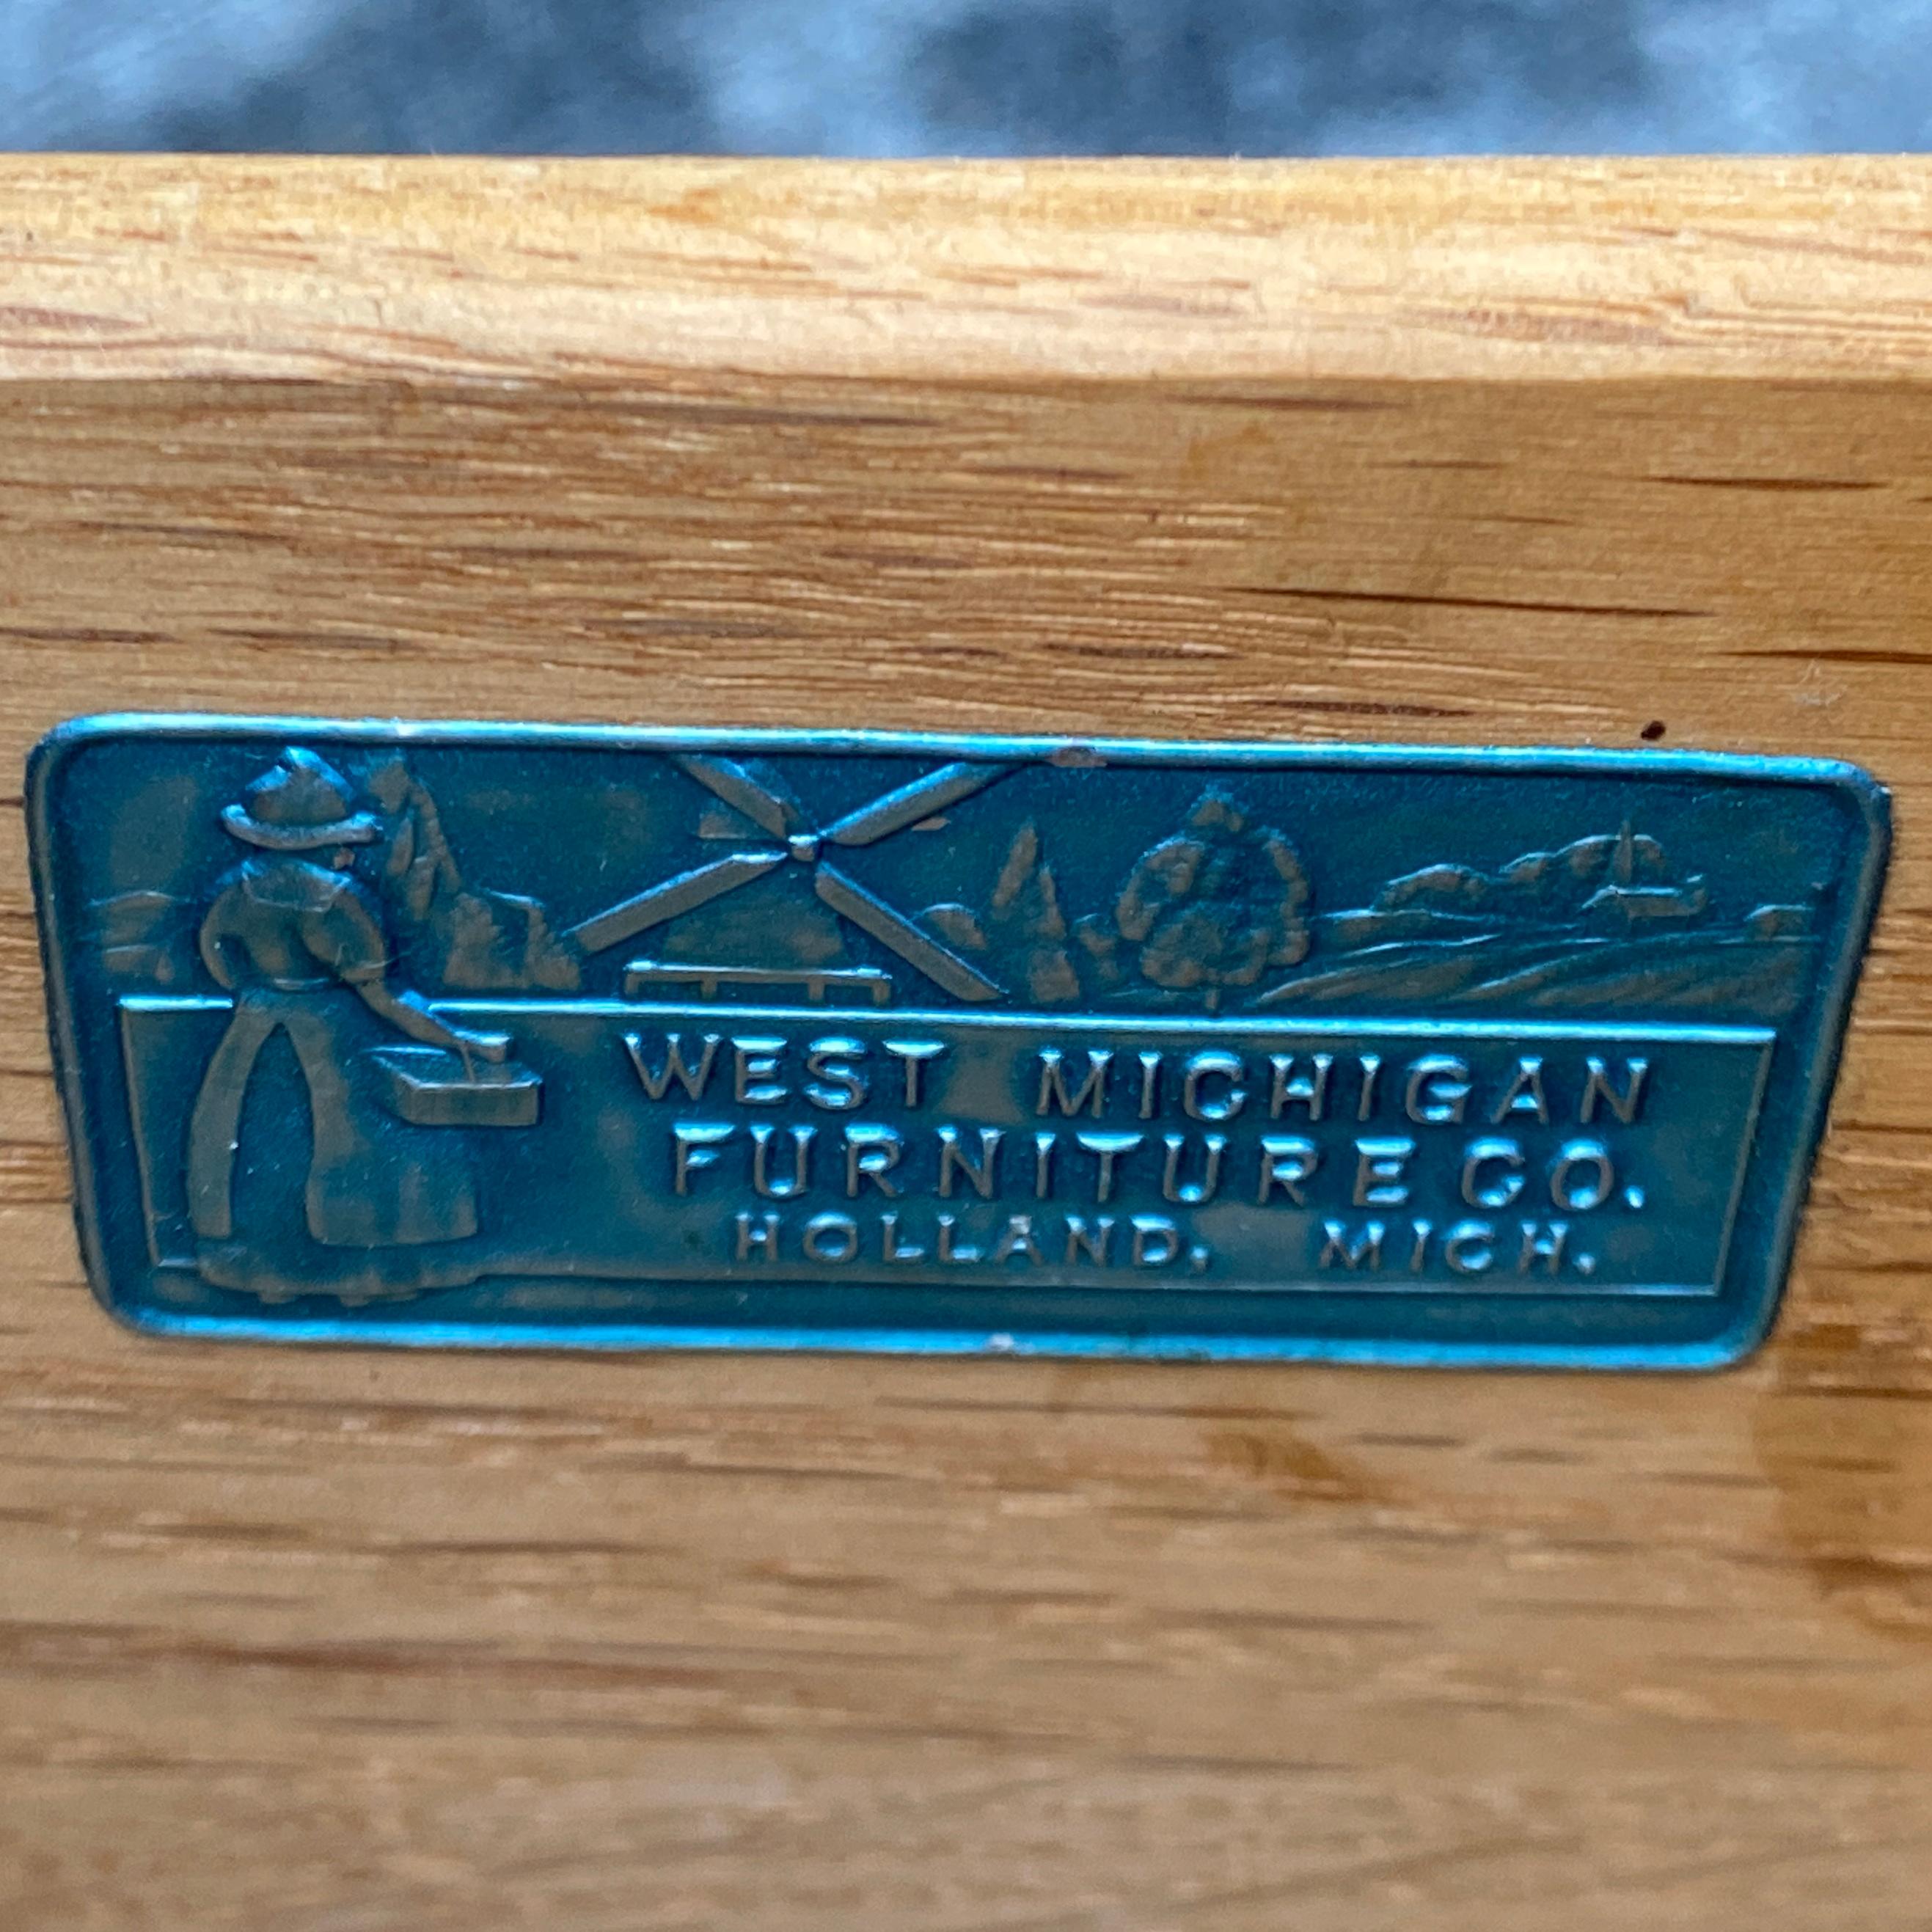 WEST MICHIGAN
FURNITURE CO.
HOLLAND, MICH.